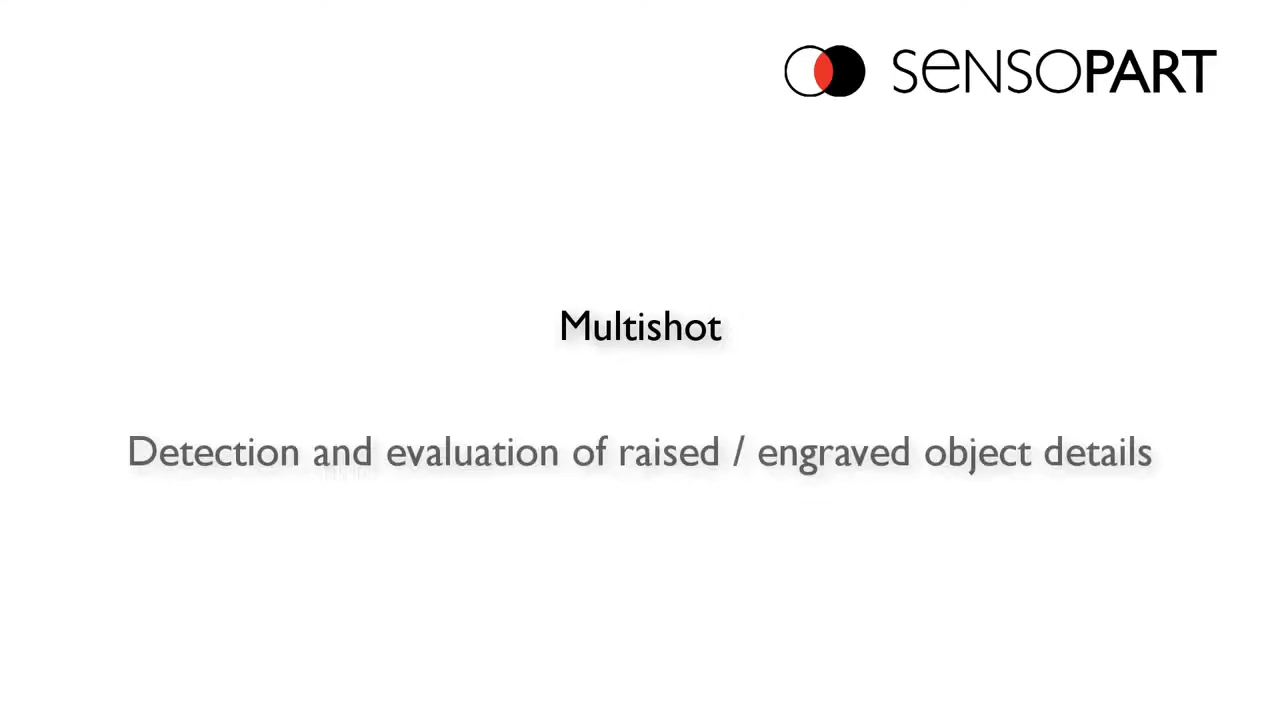 SENSOPART
Multishot
Detection and evaluation of raised / engraved object details